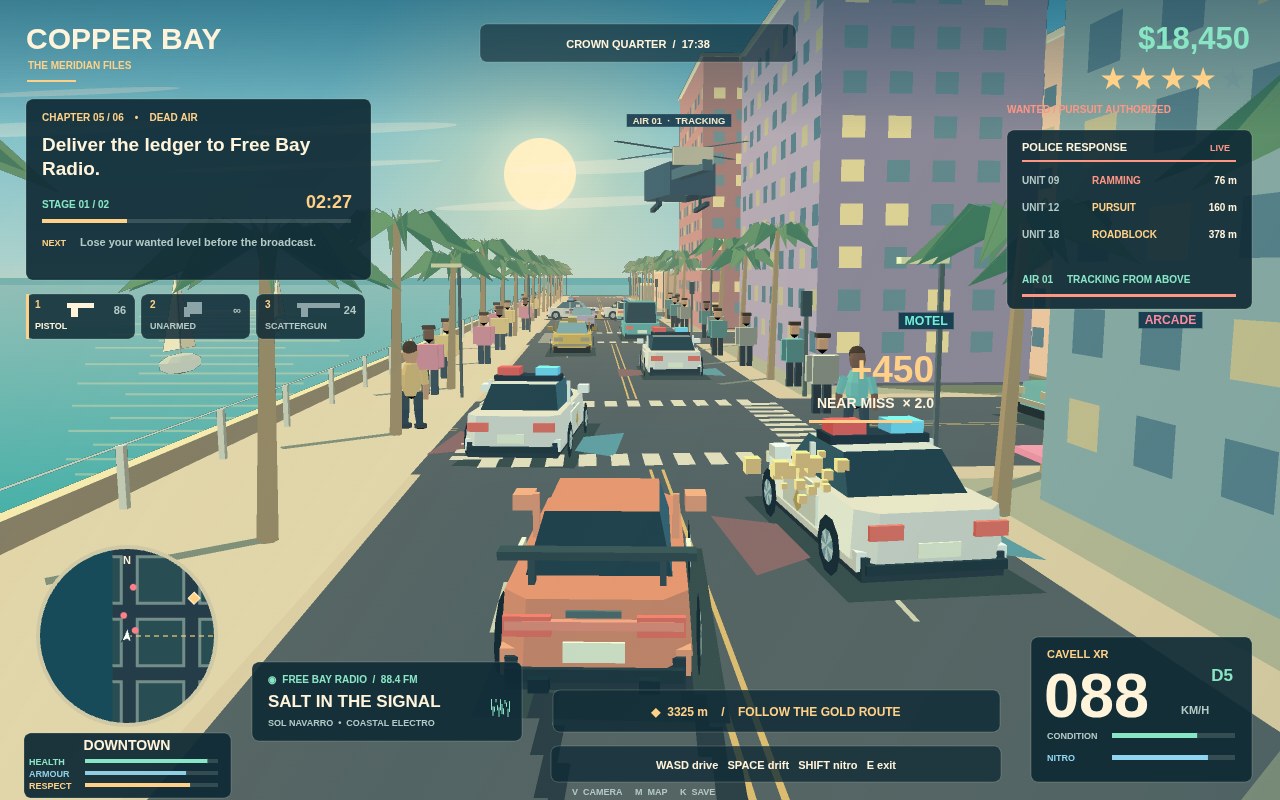 COPPER BAY
THE MERIDIAN FILES
CROWN QUARTER / 17:38
$18,450
WANTED PURSUIT AUTHORIZED
CHAPTER 05 / 06 • DEAD AIR
Deliver the ledger to Free Bay
Radio.
STAGE 01 / 02 02:27
NEXT Lose your wanted level before the broadcast.
1 86
PISTOL
2 ∞
UNARMED
3 24
SCATTERGUN
AIR 01 · TRACKING
POLICE RESPONSE LIVE
UNIT 09 RAMMING 76 m
UNIT 12 PURSUIT 160 m
UNIT 18 ROADBLOCK 378 m
AIR 01 TRACKING FROM ABOVE
MOTEL
ARCADE
+450
NEAR MISS × 2.0
N
DOWNTOWN
HEALTH
ARMOUR
RESPECT
FREE BAY RADIO / 88.4 FM
SALT IN THE SIGNAL
SOL NAVARRO • COASTAL ELECTRO
3325 m / FOLLOW THE GOLD ROUTE
WASD drive SPACE drift SHIFT nitro E exit
V CAMERA M MAP K SAVE
CAVELL XR
088 KM/H D5
CONDITION
NITRO